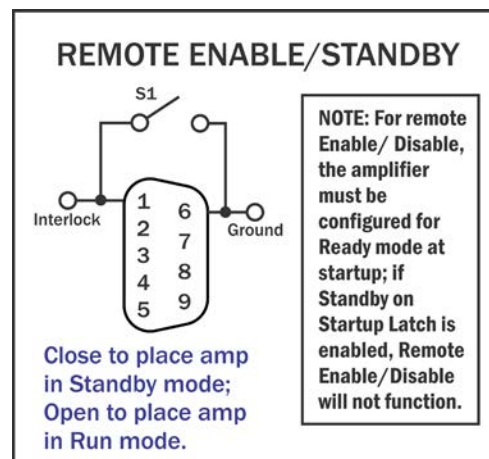 REMOTE ENABLE/STANDBY
S1
Interlock
1
2
3
4
5
6
7
8
9
Ground
Close to place amp
in Standby mode;
Open to place amp
in Run mode.
NOTE: For remote
Enable/ Disable,
the amplifier
must be
configured for
Ready mode at
startup; if
Standby on
Startup Latch is
enabled, Remote
Enable/Disable
will not function.